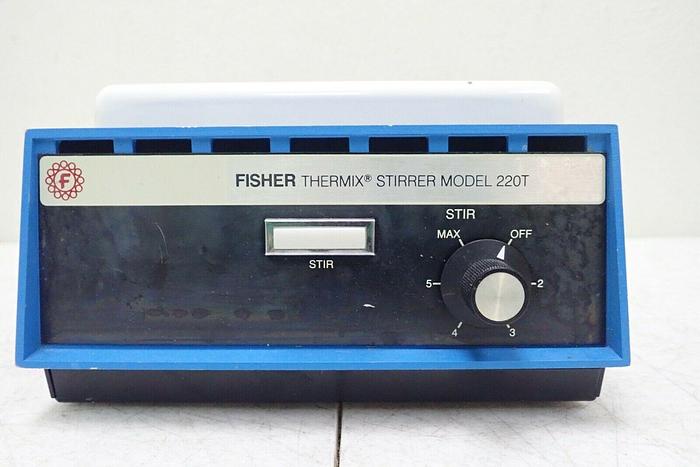 F
FISHER THERMIX® STIRRER MODEL 220T
STIR
MAX OFF
STIR
5 2
4 3